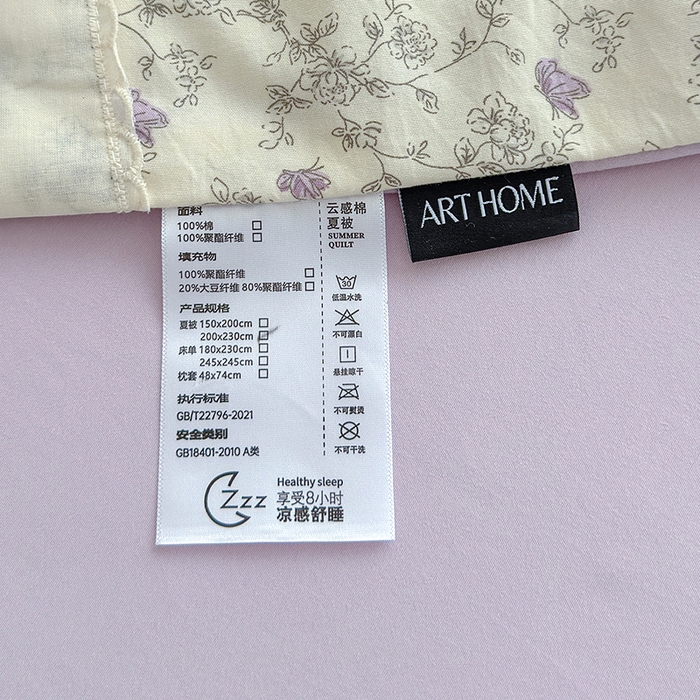 面料
100%棉 □
100%聚酯纤维 □
填充物
100%聚酯纤维 □
20%大豆纤维 80%聚酯纤维 □
产品规格
夏被 150x200cm □
200x230cm □
床单 180x230cm □
245x245cm □
枕套 48x74cm □
执行标准
GB/T22796-2021
安全类别
GB18401-2010 A类
云感棉
夏被
SUMMER
QUILT
30
低温水洗
不可漂白
悬挂晾干
不可熨烫
不可干洗
Zzz
Healthy sleep
享受8小时
凉感舒睡
ART HOME